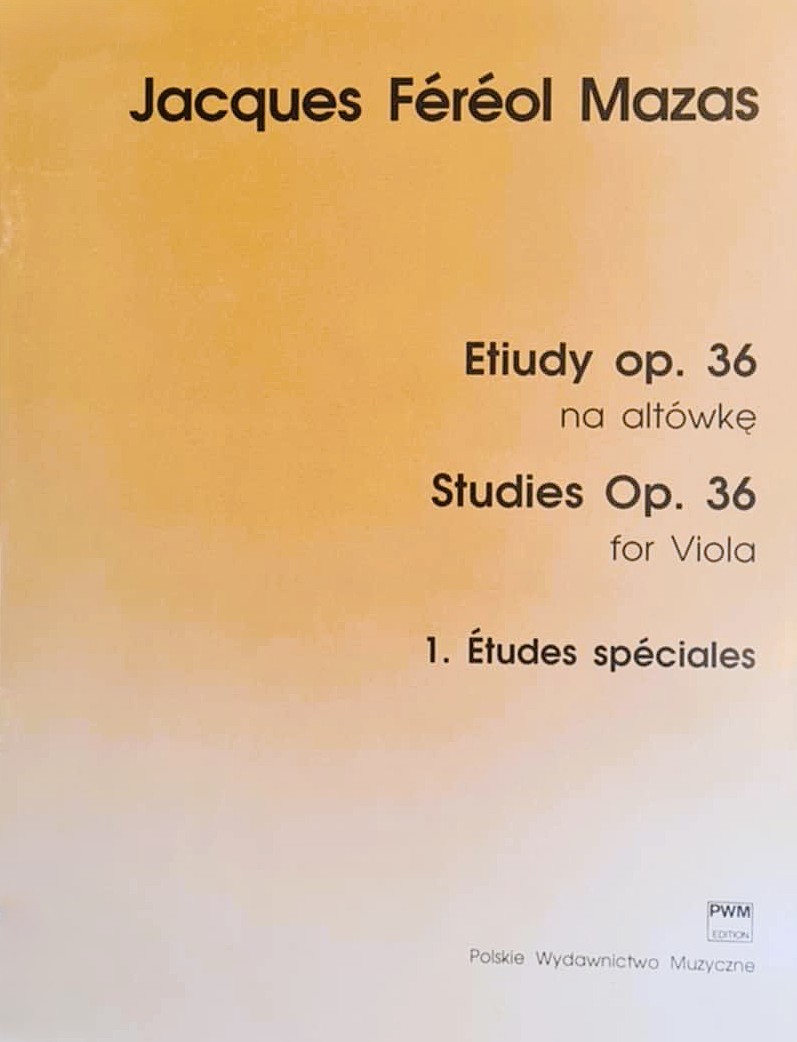 Jacques Féréol Mazas
Etiudy op. 36
na altówkę
Studies Op. 36
for Viola
1. Études spéciales
PWM
EDITION
Polskie Wydawnictwo Muzyczne